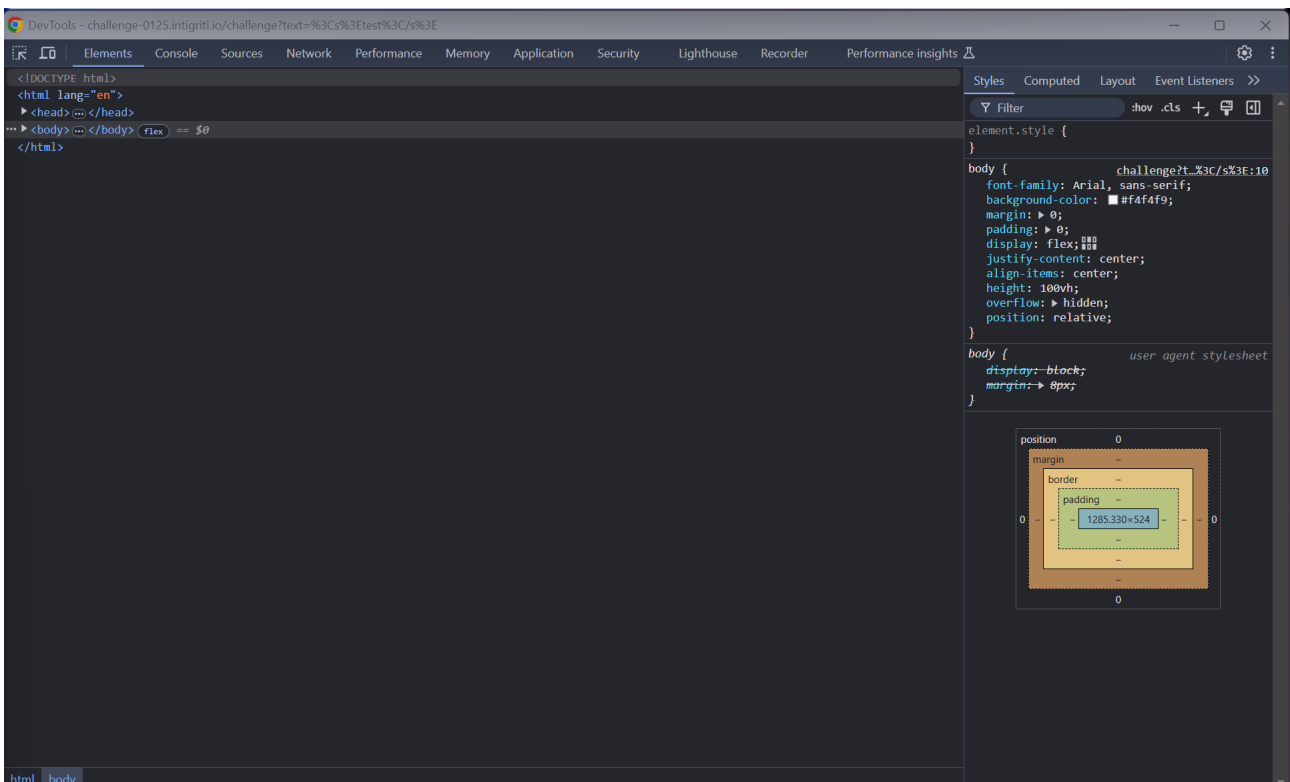 DevTools - challenge-0125.intigriti.io/challenge?text=%3Cs%3Etest%3C/s%3E
Elements Console Sources Network Performance Memory Application Security Lighthouse Recorder Performance insights
<!DOCTYPE html>
<html lang="en">
▶ <head> … </head>
… ▶ <body> … </body> flex == $0
</html>
Styles Computed Layout Event Listeners >>
Filter :hov .cls +
element.style {
}
body { challenge?t…%3C/s%3E:10
font-family: Arial, sans-serif;
background-color: #f4f4f9;
margin: ▶ 0;
padding: ▶ 0;
display: flex;
justify-content: center;
align-items: center;
height: 100vh;
overflow: ▶ hidden;
position: relative;
}
body { user agent stylesheet
display: block;
margin: ▶ 8px;
}
position 0
margin –
border –
padding –
0 – – – 1285.330×524 – – – 0
–
–
–
0
html body